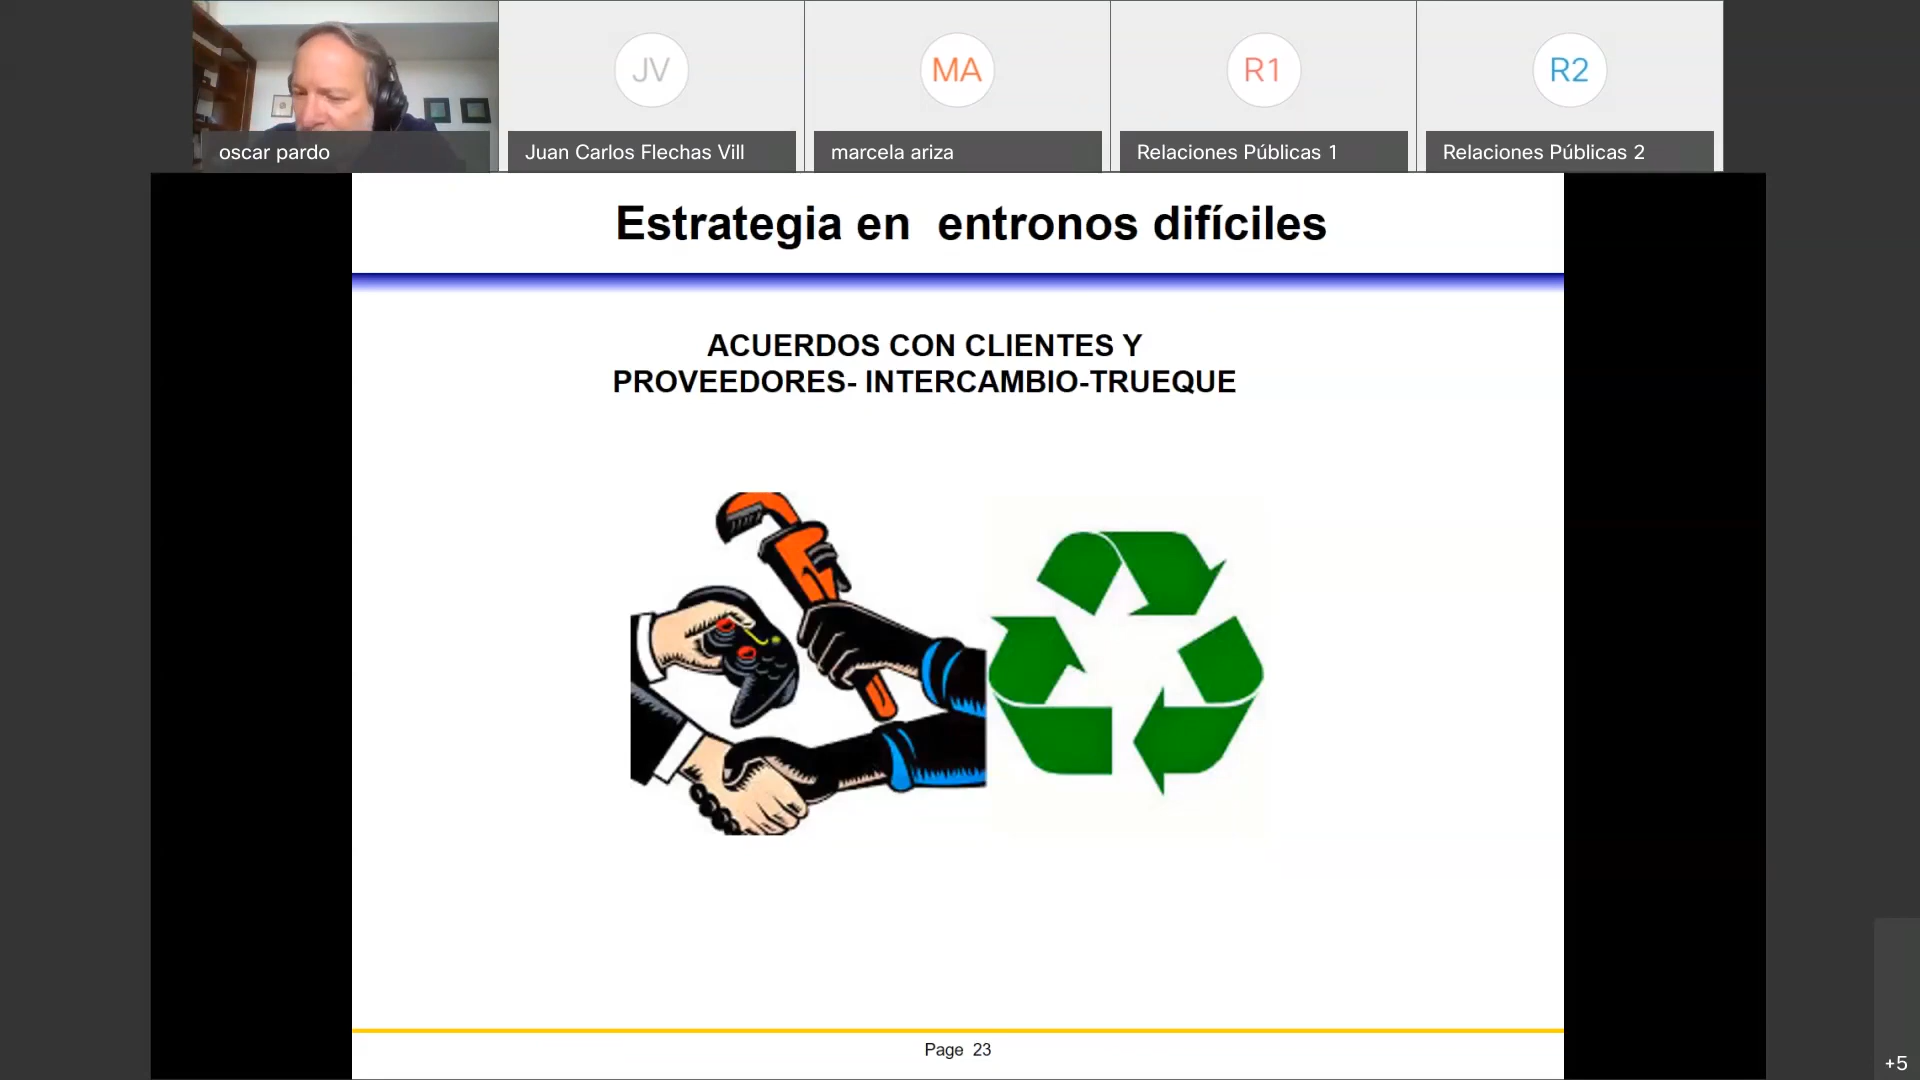 JV
MA
R1
R2
oscar pardo
Juan Carlos Flechas Vill
marcela ariza
Relaciones Públicas 1
Relaciones Públicas 2
Estrategia en  entronos difíciles
ACUERDOS CON CLIENTES Y
PROVEEDORES- INTERCAMBIO-TRUEQUE
Page  23
+5